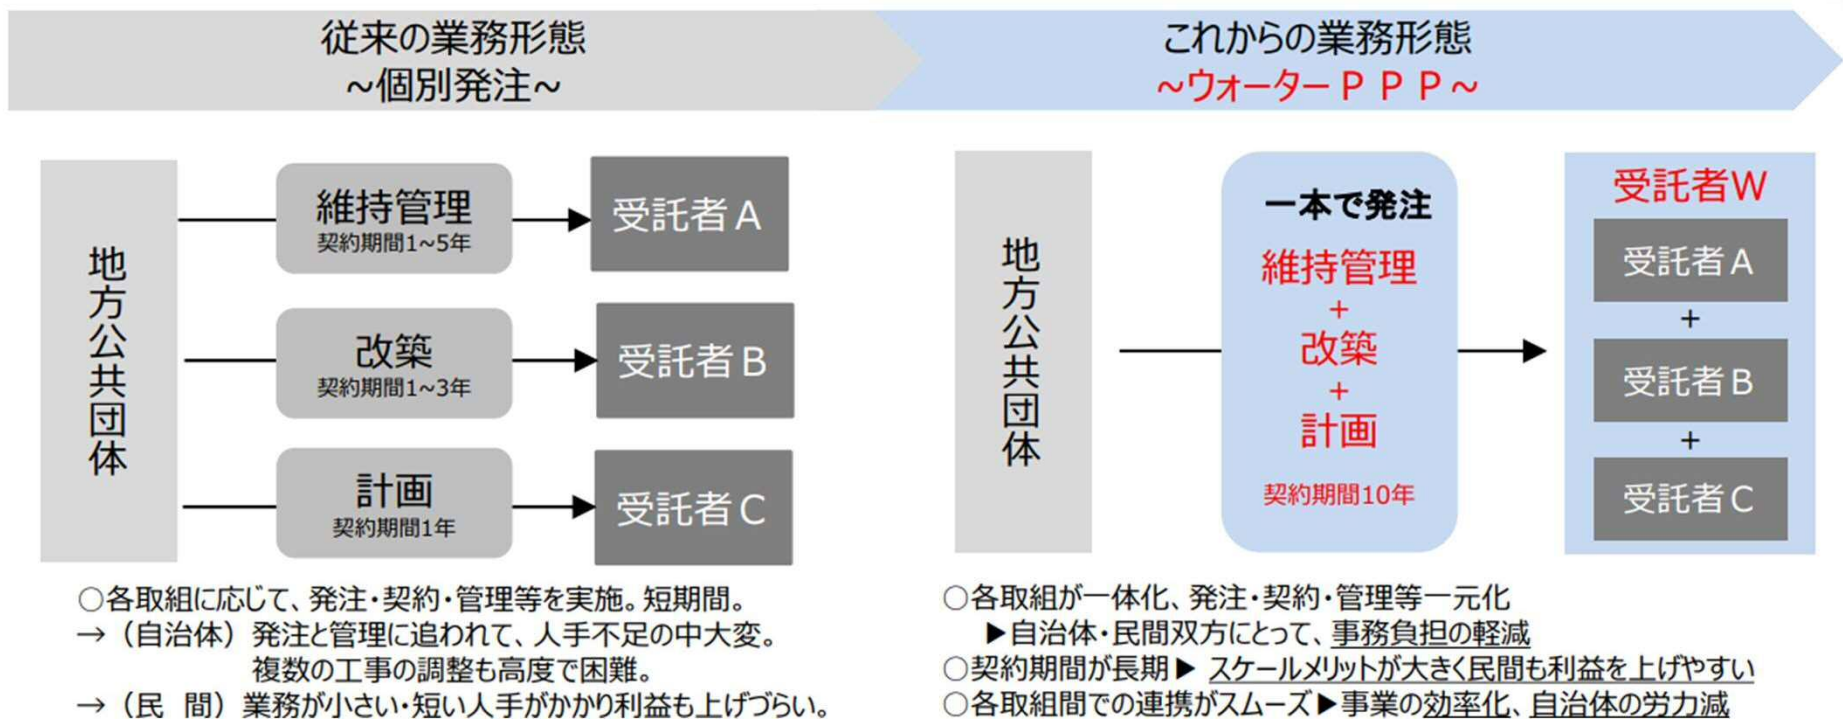 従来の業務形態
~個別発注~
これからの業務形態
~ウォーターＰＰＰ~
地方公共団体
維持管理
契約期間1~5年
受託者Ａ
改築
契約期間1~3年
受託者Ｂ
計画
契約期間1年
受託者Ｃ
○各取組に応じて、発注・契約・管理等を実施。短期間。
→（自治体）発注と管理に追われて、人手不足の中大変。
複数の工事の調整も高度で困難。
→（民　間）業務が小さい・短い人手がかかり利益も上げづらい。
地方公共団体
一本で発注
維持管理
+
改築
+
計画
契約期間10年
受託者Ｗ
受託者Ａ
+
受託者Ｂ
+
受託者Ｃ
○各取組が一体化、発注・契約・管理等一元化
▶自治体・民間双方にとって、事務負担の軽減
○契約期間が長期▶ スケールメリットが大きく民間も利益を上げやすい
○各取組間での連携がスムーズ▶事業の効率化、自治体の労力減